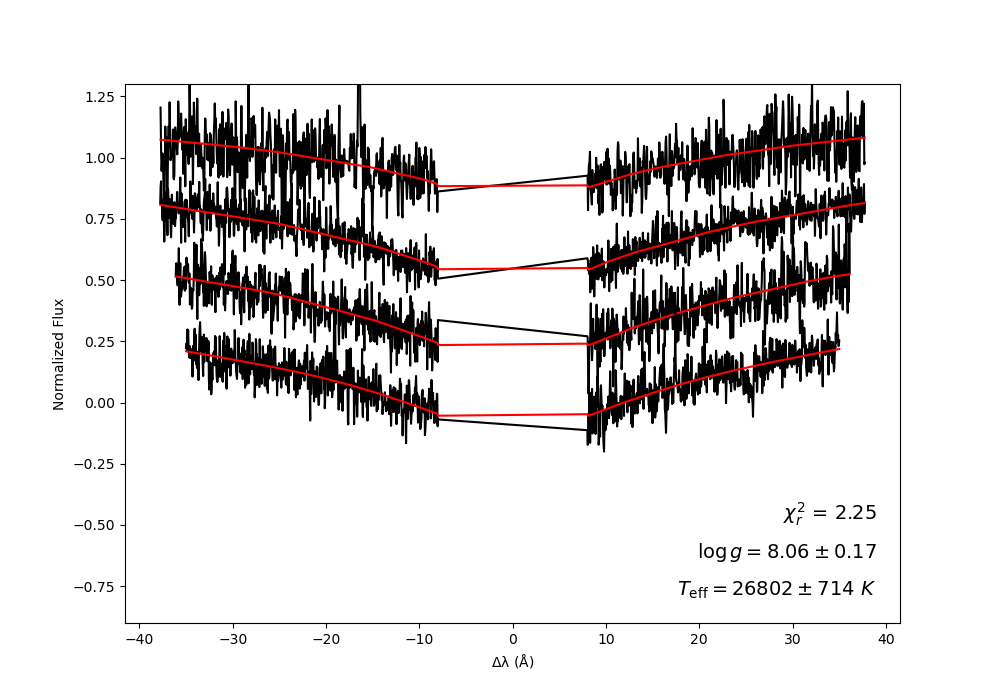 1.25
1.00
0.75
0.50
0.25
0.00
−0.25
−0.50
−0.75
Normalized Flux
χ²ᵣ = 2.25
log g = 8.06 ± 0.17
T_eff = 26802 ± 714 K
−40 −30 −20 −10 0 10 20 30 40
Δλ (Å)